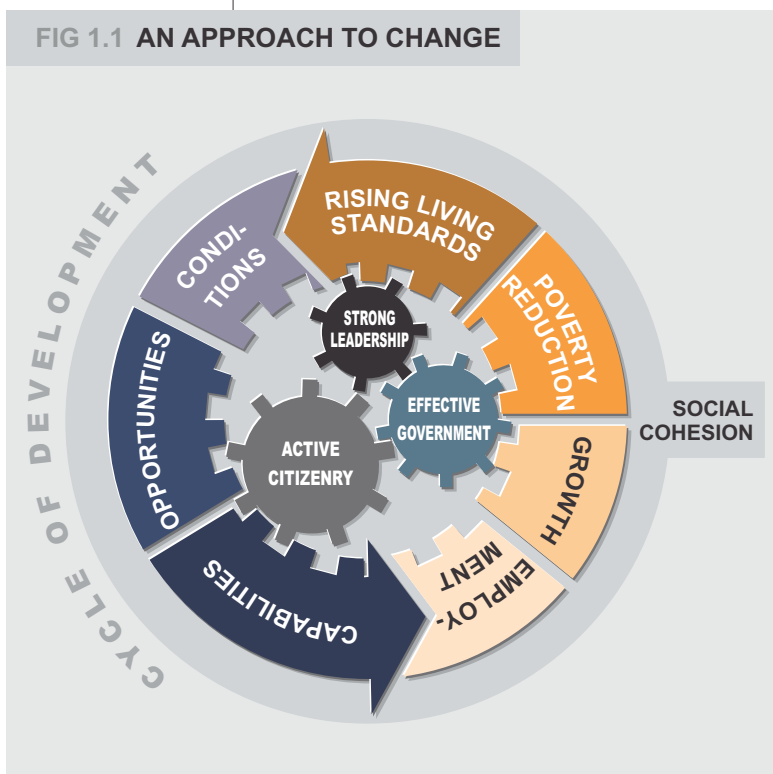 FIG 1.1 AN APPROACH TO CHANGE
CYCLE OF DEVELOPMENT
RISING LIVING
STANDARDS
POVERTY
REDUCTION
GROWTH
EMPLOY-
MENT
CAPABILITIES
OPPORTUNITIES
CONDI-
TIONS
STRONG
LEADERSHIP
EFFECTIVE
GOVERNMENT
ACTIVE
CITIZENRY
SOCIAL
COHESION